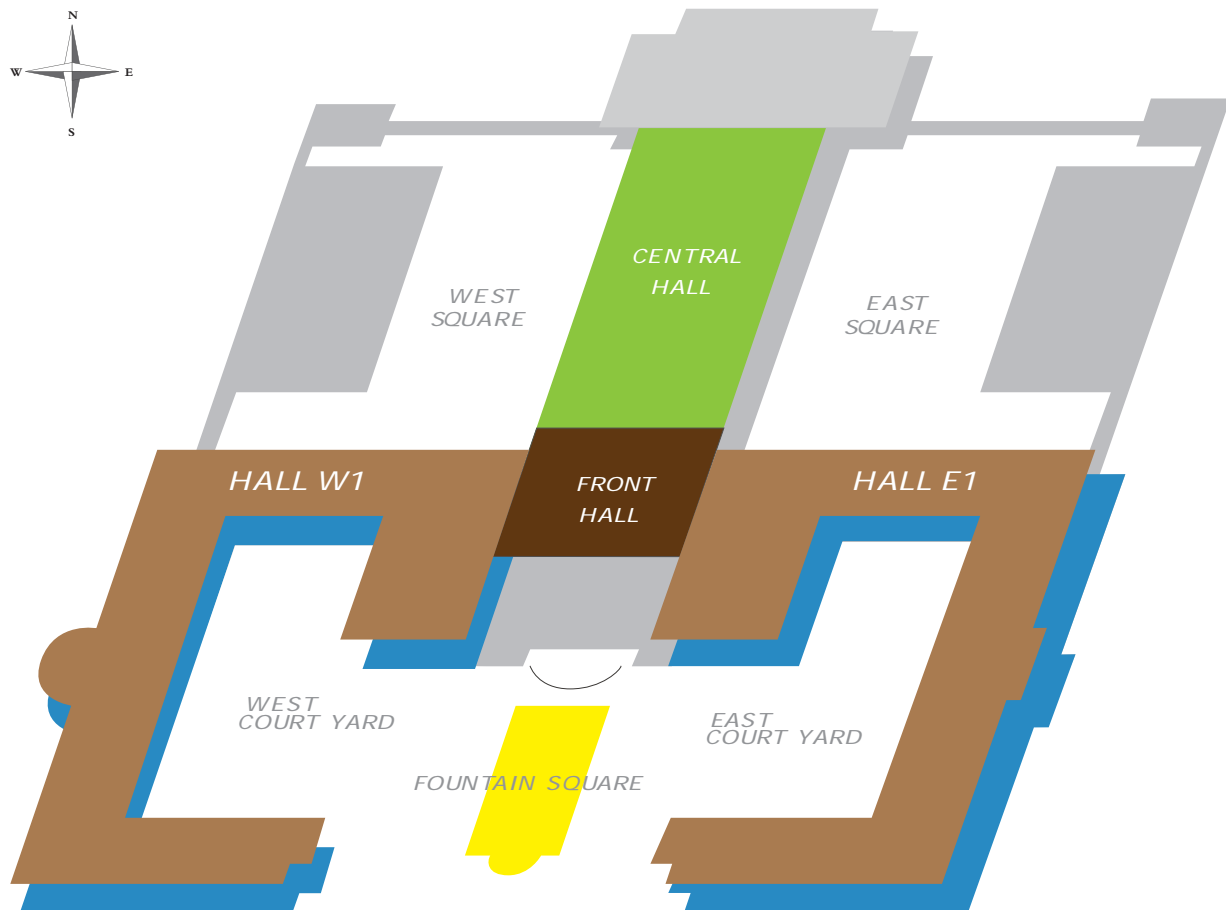 N
W E
S
CENTRAL
HALL
WEST
SQUARE
EAST
SQUARE
HALL W1
FRONT
HALL
HALL E1
WEST
COURT YARD
EAST
COURT YARD
FOUNTAIN SQUARE